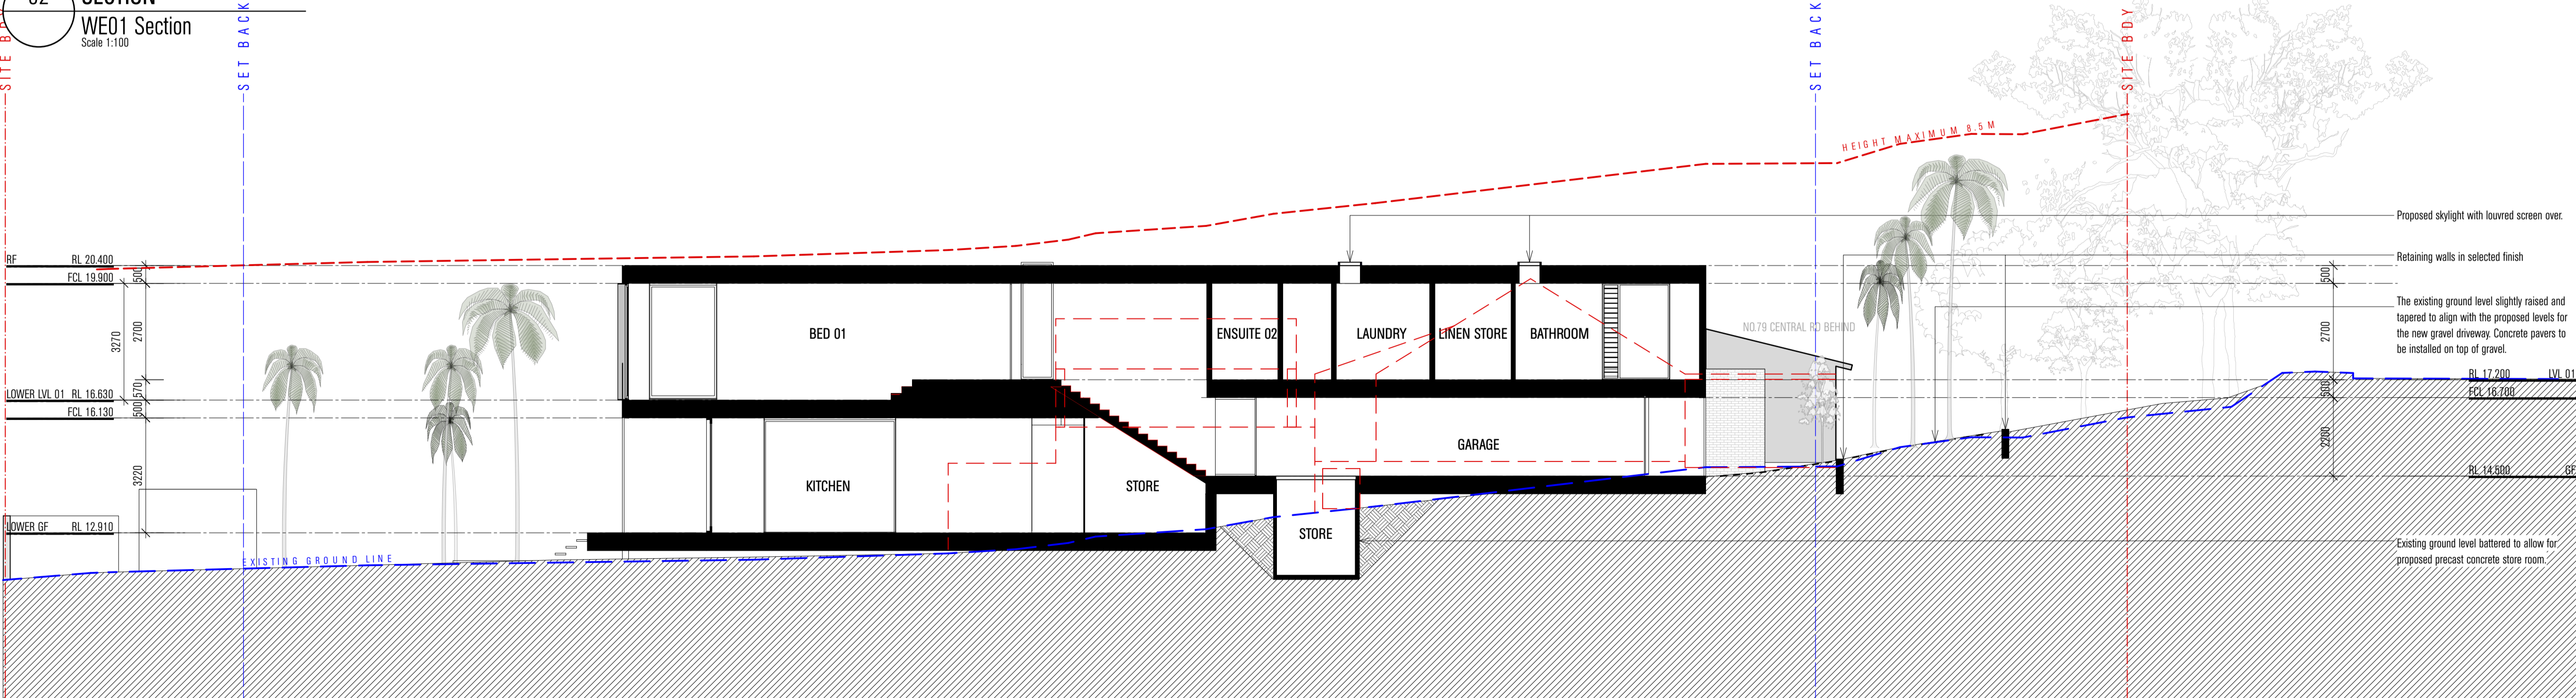 02
SECTION
WE01 Section
Scale 1:100
SITE BDY
SET BACK
SET BACK
SITE BDY
HEIGHT MAXIMUM 8.5 M
Proposed skylight with louvred screen over.
Retaining walls in selected finish
The existing ground level slightly raised and
tapered to align with the proposed levels for
the new gravel driveway. Concrete pavers to
be installed on top of gravel.
RF RL 20.400
FCL 19.900
500
2700
3270
LOWER LVL 01 RL 16.630
570
FCL 16.130
500
3220
LOWER GF RL 12.910
EXISTING GROUND LINE
BED 01
ENSUITE 02
LAUNDRY
LINEN STORE
BATHROOM
NO.79 CENTRAL RD BEHIND
GARAGE
KITCHEN
STORE
STORE
500
2700
RL 17.200 LVL 01
500
FCL 16.700
2200
RL 14.500 GF
Existing ground level battered to allow for
proposed precast concrete store room.